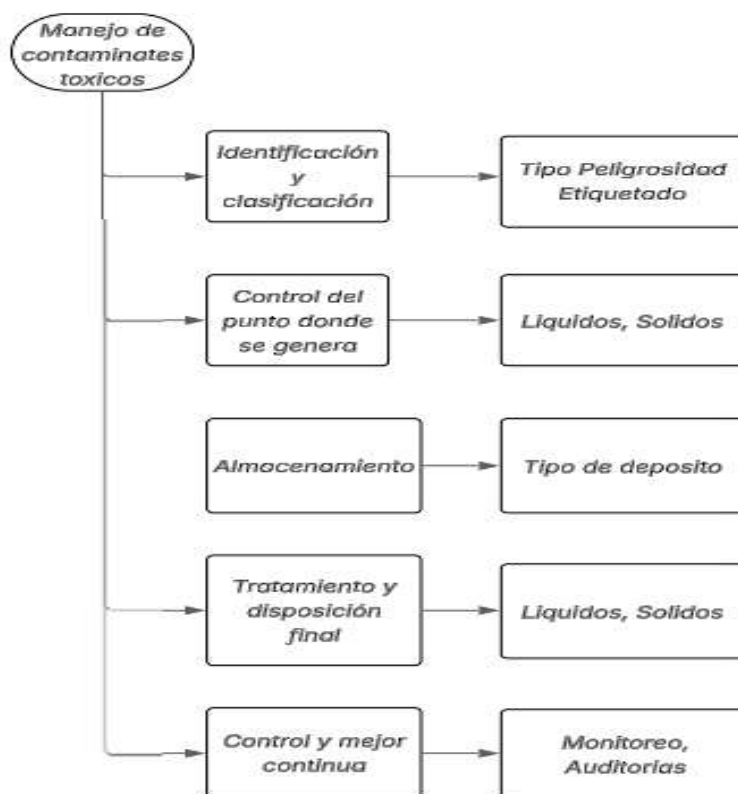 Manejo de
contaminates
toxicos
Identificación
y
clasificación
Tipo Peligrosidad
Etiquetado
Control del
punto donde
se genera
Liquidos, Solidos
Almacenamiento
Tipo de deposito
Tratamiento y
disposición
final
Liquidos, Solidos
Control y mejor
continua
Monitoreo,
Auditorias